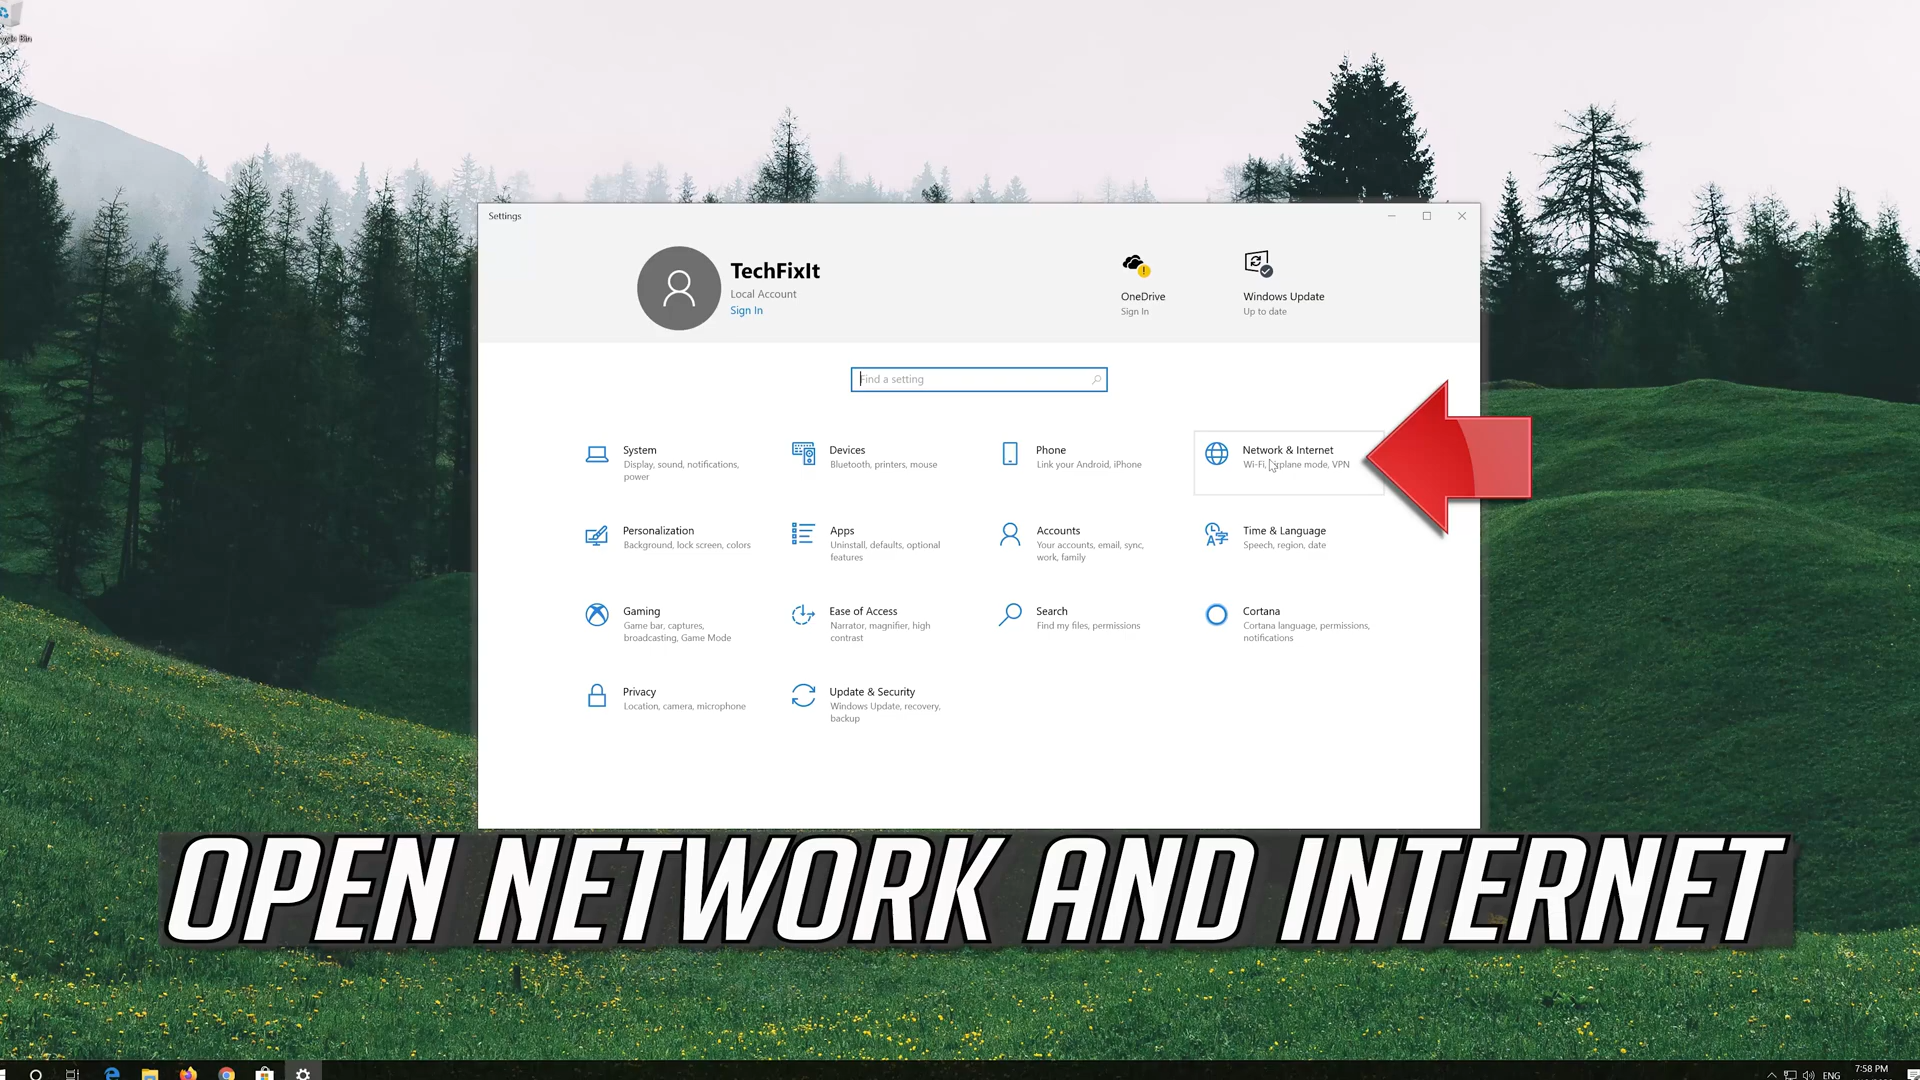 Settings
TechFixIt
Local Account
Sign In
OneDrive
Sign In
Windows Update
Up to date
Find a setting
System
Display, sound, notifications,
power
Devices
Bluetooth, printers, mouse
Phone
Link your Android, iPhone
Network & Internet
Wi-Fi, airplane mode, VPN
Personalization
Background, lock screen, colors
Apps
Uninstall, defaults, optional
features
Accounts
Your accounts, email, sync,
work, family
Time & Language
Speech, region, date
Gaming
Game bar, captures,
broadcasting, Game Mode
Ease of Access
Narrator, magnifier, high
contrast
Search
Find my files, permissions
Cortana
Cortana language, permissions,
notifications
Privacy
Location, camera, microphone
Update & Security
Windows Update, recovery,
backup
OPEN NETWORK AND INTERNET
ENG
7:58 PM